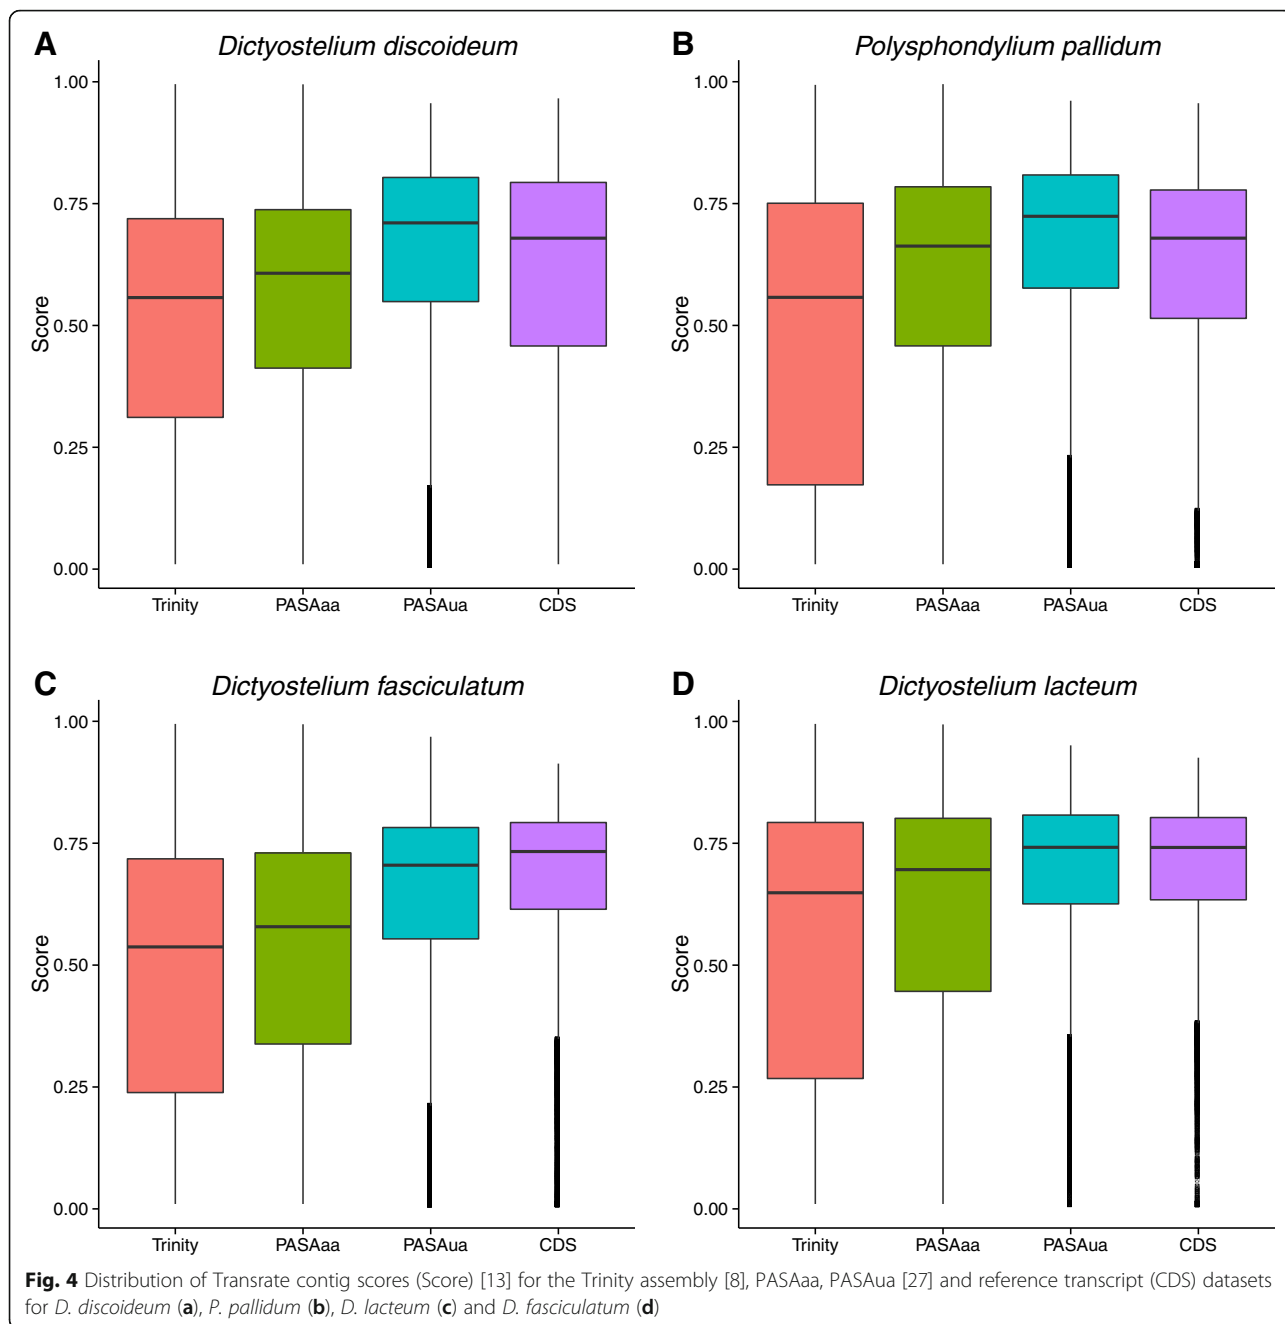 A Dictyostelium discoideum
B Polysphondylium pallidum
1.00
0.75
0.50
0.25
0.00
Score
Trinity PASAaa PASAua CDS
1.00
0.75
0.50
0.25
0.00
Score
Trinity PASAaa PASAua CDS
C Dictyostelium fasciculatum
D Dictyostelium lacteum
1.00
0.75
0.50
0.25
0.00
Score
Trinity PASAaa PASAua CDS
1.00
0.75
0.50
0.25
0.00
Score
Trinity PASAaa PASAua CDS
Fig. 4 Distribution of Transrate contig scores (Score) [13] for the Trinity assembly [8], PASAaa, PASAua [27] and reference transcript (CDS) datasets
for D. discoideum (a), P. pallidum (b), D. lacteum (c) and D. fasciculatum (d)